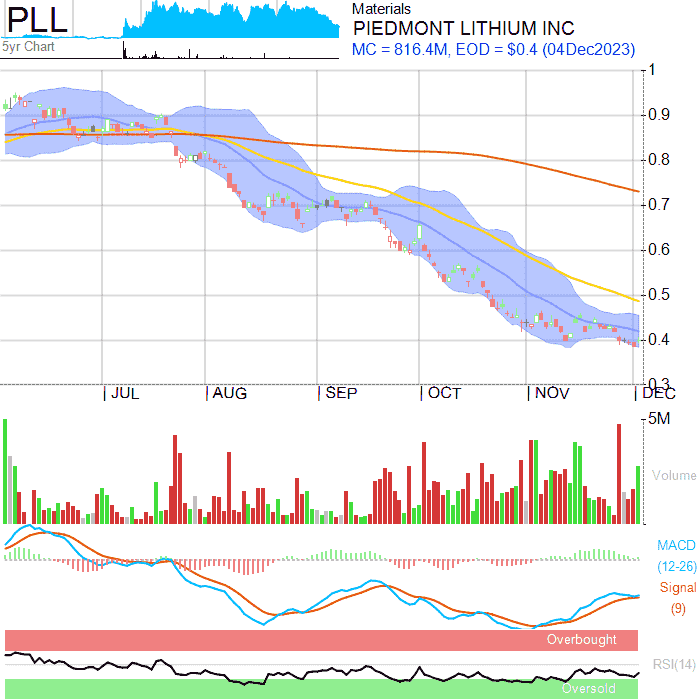 PLL
5yr Chart
Materials
PIEDMONT LITHIUM INC
MC = 816.4M, EOD = $0.4 (04Dec2023)
1
0.9
0.8
0.7
0.6
0.5
0.4
0.3
JUL AUG SEP OCT NOV DEC
5M
Volume
MACD
(12-26)
Signal
(9)
Overbought
RSI(14)
Oversold